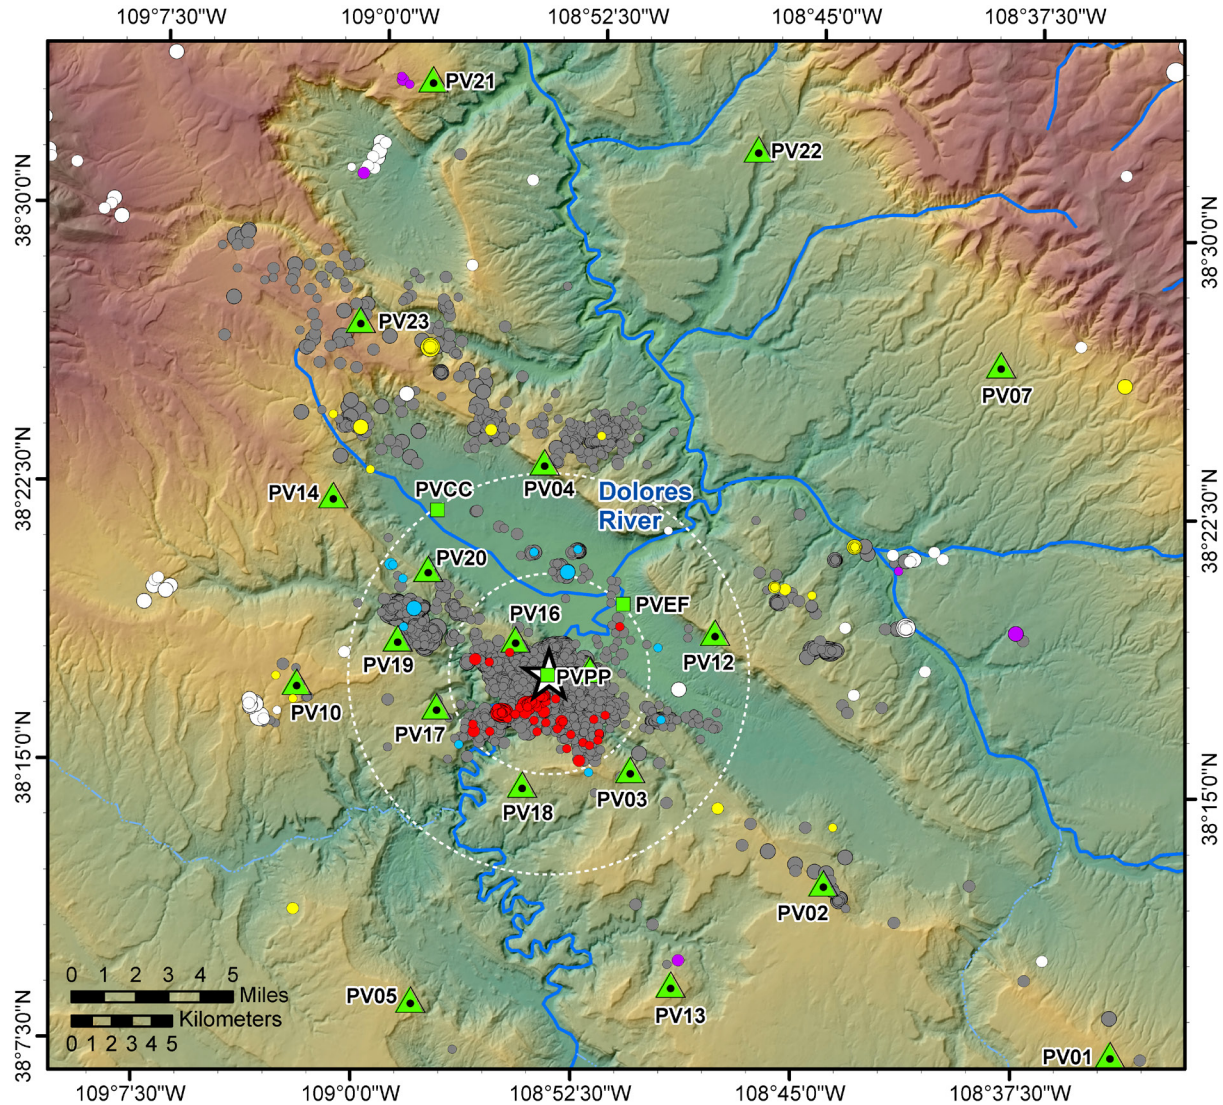 109°7'30"W 109°0'0"W 108°52'30"W 108°45'0"W 108°37'30"W
PV21
PV22
38°30'0"N
38°30'0"N
PV23
PV07
38°22'30"N
PV14
PVCC
PV04
Dolores
River
38°22'30"N
PV20
PVEF
PV16
PV12
PV19
PVPP
PV10
PV17
38°15'0"N
38°15'0"N
PV18
PV03
PV02
0 1 2 3 4 5
Miles
Kilometers
0 1 2 3 4 5
PV05
PV13
38°7'30"N
PV01
109°7'30"W 109°0'0"W 108°52'30"W 108°45'0"W 108°37'30"W